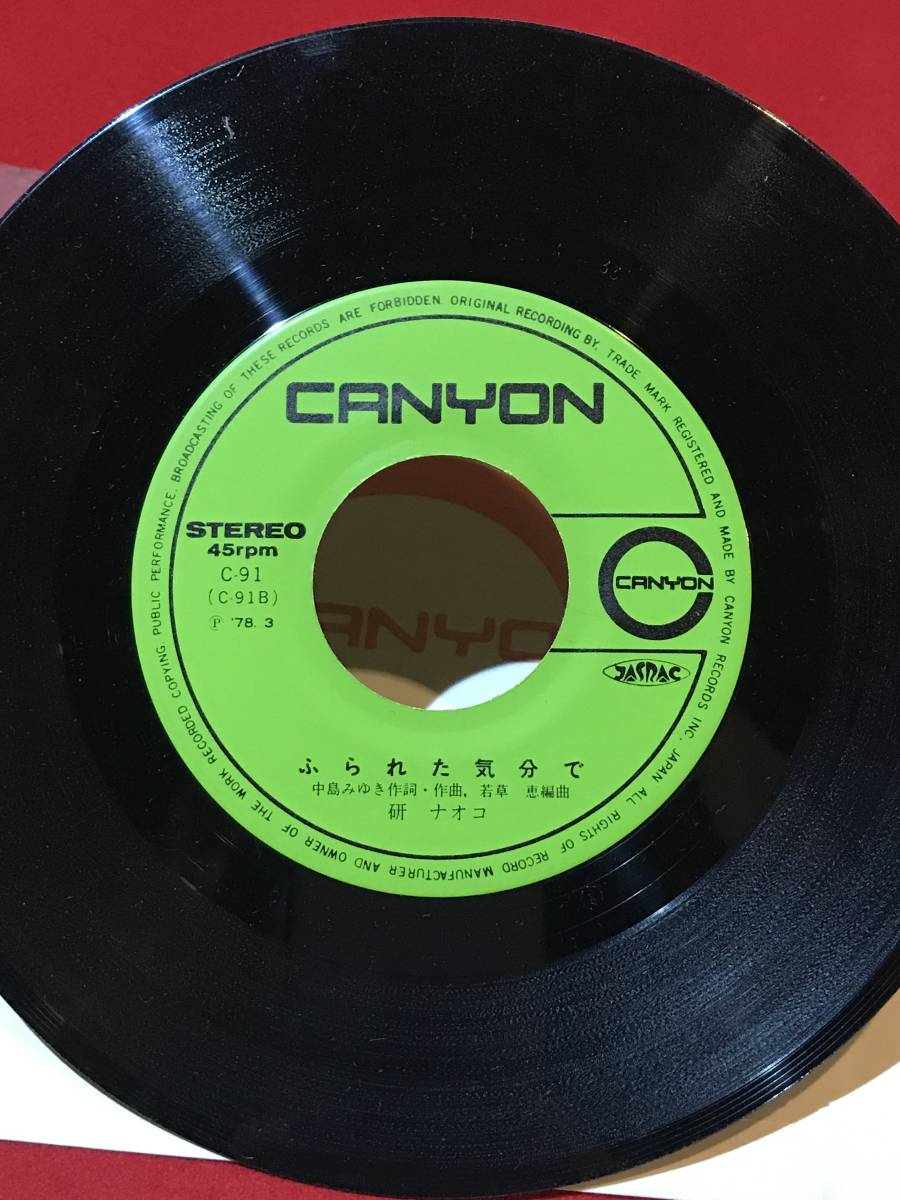 CANYON
STEREO
45rpm
C-91
(C-91B)
Ⓟ '78. 3
CANYON
JASRAC
ふられた気分で
中島みゆき作詞・作曲, 若草 恵編曲
研 ナオコ
ORIGINAL RECORDING BY, TRADE MARK REGISTERED AND MADE BY CANYON RECORDS INC. JAPAN ALL RIGHTS OF RECORD MANUFACTURER AND OWNER OF THE WORK RECORDED COPYING. PUBLIC PERFORMANCE. BROADCASTING OF THESE RECORDS ARE FORBIDDEN
ANYO